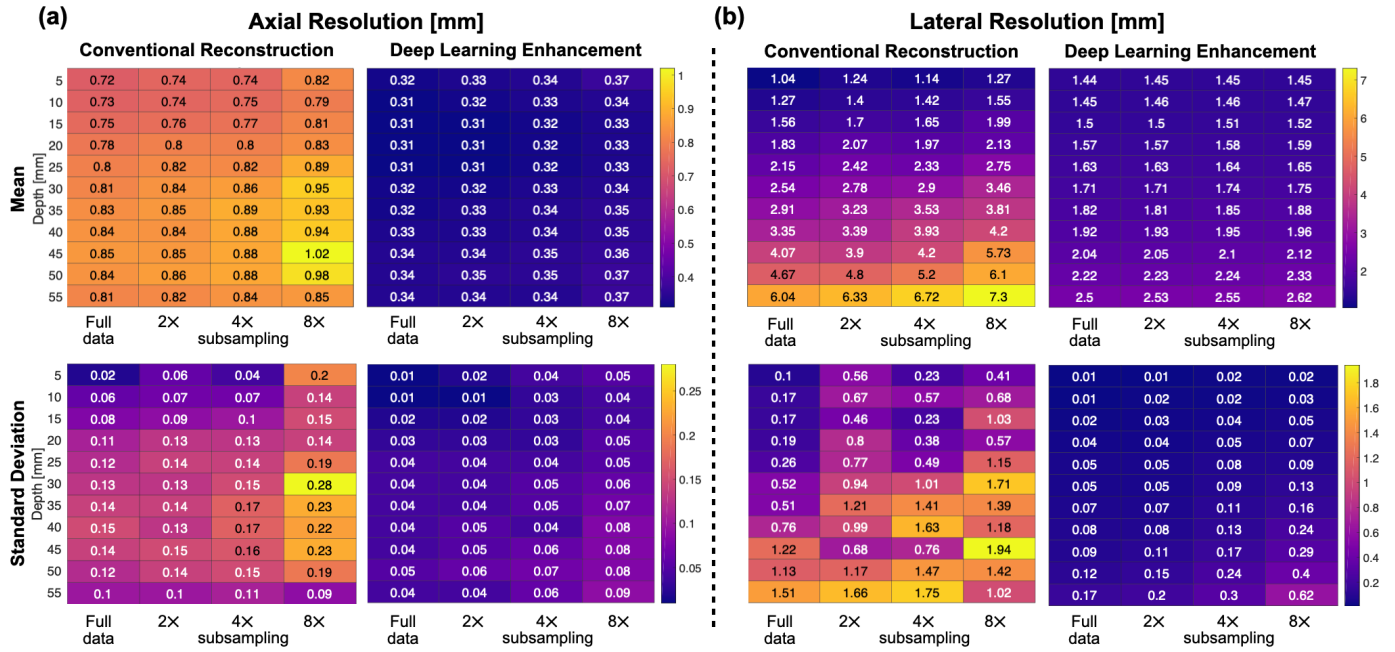 (a)
Axial Resolution [mm]
Conventional Reconstruction
Deep Learning Enhancement
Mean
Depth [mm]
5 0.72 0.74 0.74 0.82 0.32 0.33 0.34 0.37
10 0.73 0.74 0.75 0.79 0.31 0.32 0.33 0.34
15 0.75 0.76 0.77 0.81 0.31 0.31 0.32 0.33
20 0.78 0.8 0.8 0.83 0.31 0.31 0.32 0.33
25 0.8 0.82 0.82 0.89 0.31 0.31 0.32 0.33
30 0.81 0.84 0.86 0.95 0.32 0.32 0.33 0.34
35 0.83 0.85 0.89 0.93 0.32 0.33 0.34 0.35
40 0.84 0.84 0.88 0.94 0.33 0.33 0.34 0.35
45 0.85 0.85 0.88 1.02 0.34 0.34 0.35 0.36
50 0.84 0.86 0.88 0.98 0.34 0.35 0.35 0.37
55 0.81 0.82 0.84 0.85 0.34 0.34 0.34 0.37
1
0.9
0.8
0.7
0.6
0.5
0.4
Full data 2× 4× 8× subsampling
Full data 2× 4× 8× subsampling
Standard Deviation
Depth [mm]
5 0.02 0.06 0.04 0.2 0.01 0.02 0.04 0.05
10 0.06 0.07 0.07 0.14 0.01 0.01 0.03 0.04
15 0.08 0.09 0.1 0.15 0.02 0.02 0.03 0.04
20 0.11 0.13 0.13 0.14 0.03 0.03 0.03 0.05
25 0.12 0.14 0.14 0.19 0.04 0.04 0.04 0.05
30 0.13 0.13 0.15 0.28 0.04 0.04 0.05 0.06
35 0.14 0.14 0.17 0.23 0.04 0.04 0.05 0.07
40 0.15 0.13 0.17 0.22 0.04 0.05 0.04 0.08
45 0.14 0.15 0.16 0.23 0.04 0.05 0.06 0.08
50 0.12 0.14 0.15 0.19 0.05 0.06 0.07 0.08
55 0.1 0.1 0.11 0.09 0.04 0.04 0.06 0.09
0.25
0.2
0.15
0.1
0.05
Full data 2× 4× 8× subsampling
Full data 2× 4× 8× subsampling
(b)
Lateral Resolution [mm]
Conventional Reconstruction
Deep Learning Enhancement
1.04 1.24 1.14 1.27 1.44 1.45 1.45 1.45
1.27 1.4 1.42 1.55 1.45 1.46 1.46 1.47
1.56 1.7 1.65 1.99 1.5 1.5 1.51 1.52
1.83 2.07 1.97 2.13 1.57 1.57 1.58 1.59
2.15 2.42 2.33 2.75 1.63 1.63 1.64 1.65
2.54 2.78 2.9 3.46 1.71 1.71 1.74 1.75
2.91 3.23 3.53 3.81 1.82 1.81 1.85 1.88
3.35 3.39 3.93 4.2 1.92 1.93 1.95 1.96
4.07 3.9 4.2 5.73 2.04 2.05 2.1 2.12
4.67 4.8 5.2 6.1 2.22 2.23 2.24 2.33
6.04 6.33 6.72 7.3 2.5 2.53 2.55 2.62
7
6
5
4
3
2
Full data 2× 4× 8× subsampling
Full data 2× 4× 8× subsampling
0.1 0.56 0.23 0.41 0.01 0.01 0.02 0.02
0.17 0.67 0.57 0.68 0.01 0.02 0.02 0.03
0.17 0.46 0.23 1.03 0.02 0.03 0.04 0.05
0.19 0.8 0.38 0.57 0.04 0.04 0.05 0.07
0.26 0.77 0.49 1.15 0.05 0.05 0.08 0.09
0.52 0.94 1.01 1.71 0.05 0.05 0.09 0.13
0.51 1.21 1.41 1.39 0.07 0.07 0.11 0.16
0.76 0.99 1.63 1.18 0.08 0.08 0.13 0.24
1.22 0.68 0.76 1.94 0.09 0.11 0.17 0.29
1.13 1.17 1.47 1.42 0.12 0.15 0.24 0.4
1.51 1.66 1.75 1.02 0.17 0.2 0.3 0.62
1.8
1.6
1.4
1.2
1
0.8
0.6
0.4
0.2
Full data 2× 4× 8× subsampling
Full data 2× 4× 8× subsampling